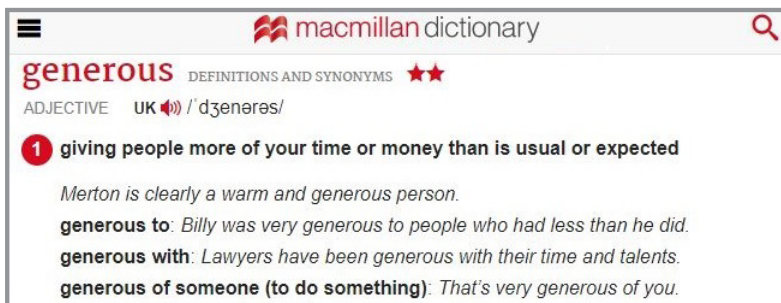 macmillan dictionary
generous DEFINITIONS AND SYNONYMS ★★
ADJECTIVE UK /ˈdʒenərəs/
1 giving people more of your time or money than is usual or expected
Merton is clearly a warm and generous person.
generous to: Billy was very generous to people who had less than he did.
generous with: Lawyers have been generous with their time and talents.
generous of someone (to do something): That's very generous of you.